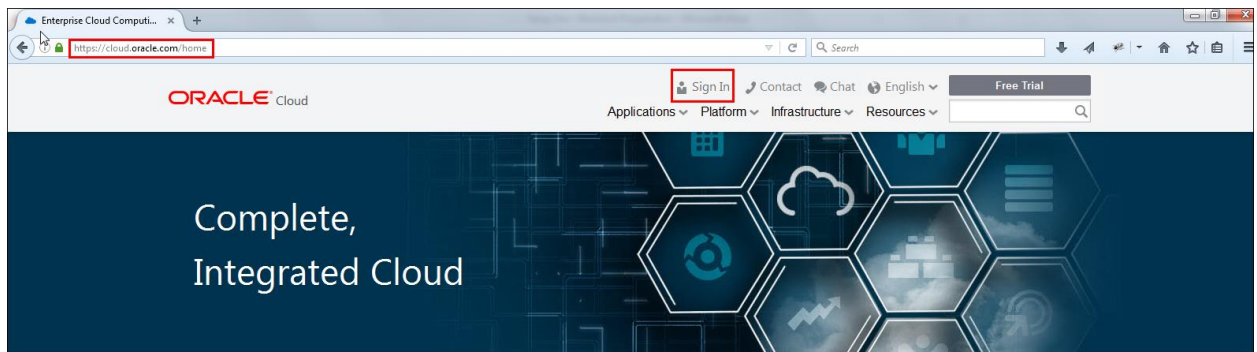 Enterprise Cloud Computi...
https://cloud.oracle.com/home
Search
ORACLE Cloud
Sign In Contact Chat English Free Trial
Applications Platform Infrastructure Resources
Complete,
Integrated Cloud